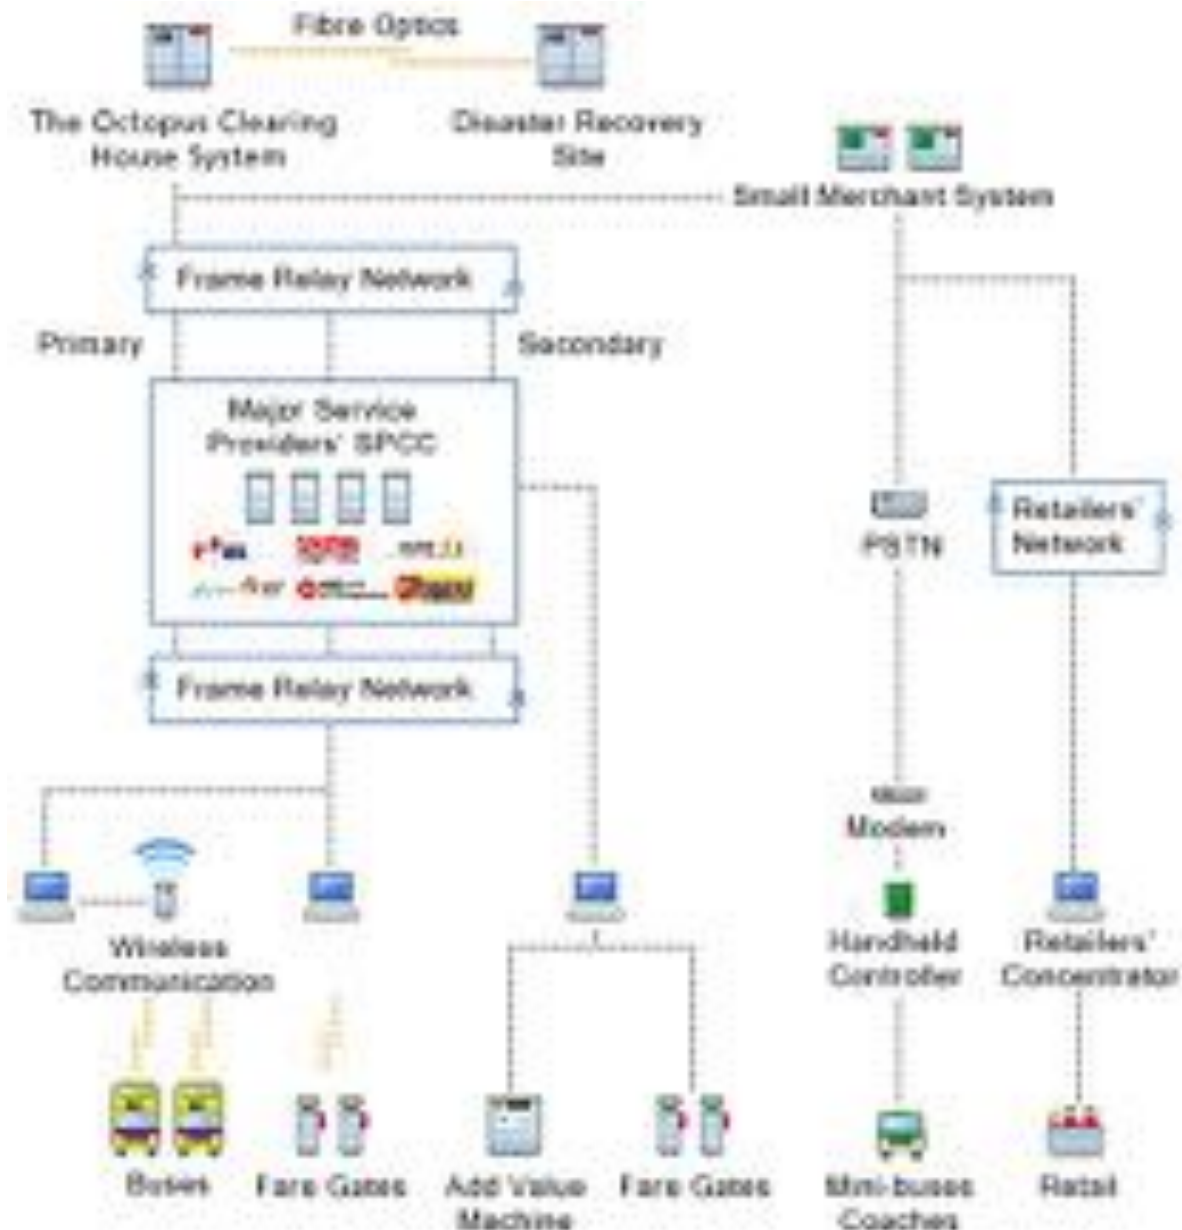 Fibre Optics
The Octopus Clearing
House System
Disaster Recovery
Site
Small Merchant System
Frame Relay Network
Primary
Secondary
Major Service
Providers' SPCC
PSTN
Retailers'
Network
Frame Relay Network
Modem
Wireless
Communication
Handheld
Controller
Retailers'
Concentrator
Buses
Fare Gates
Add Value
Machine
Fare Gates
Mini-buses
Coaches
Retail